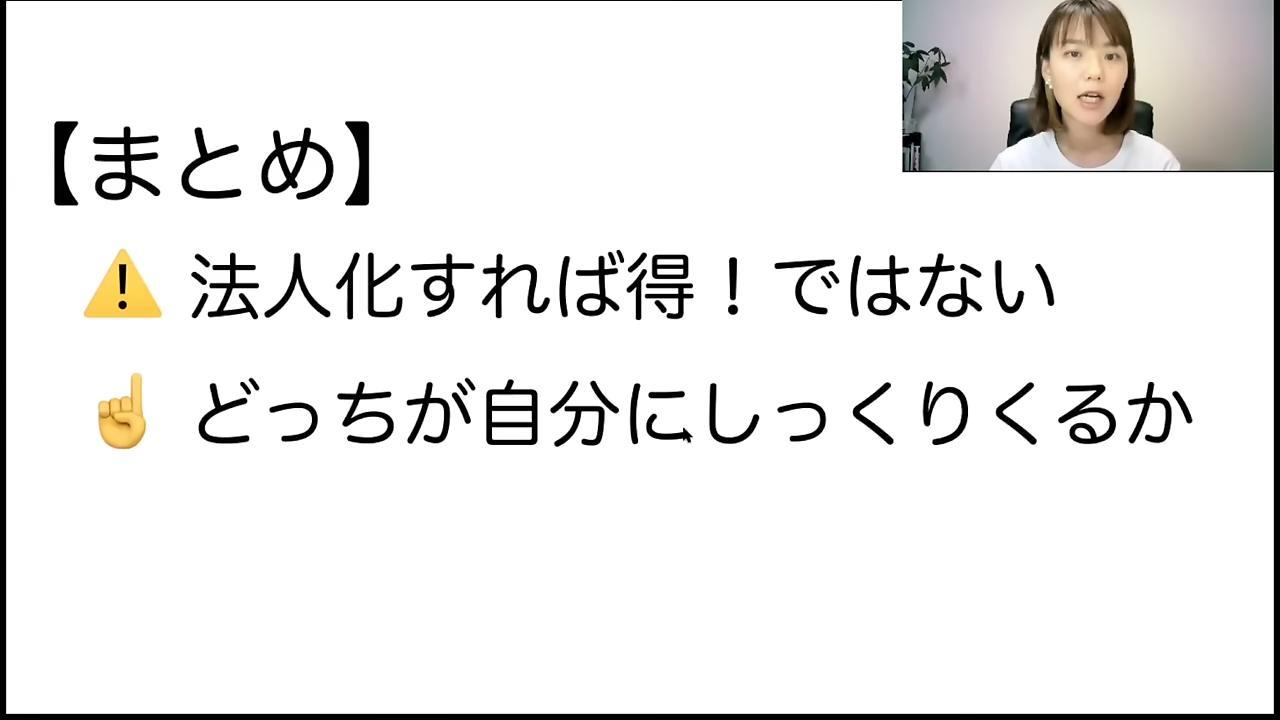 【まとめ】
⚠️ 法人化すれば得！ではない
☝️ どっちが自分にしっくりくるか